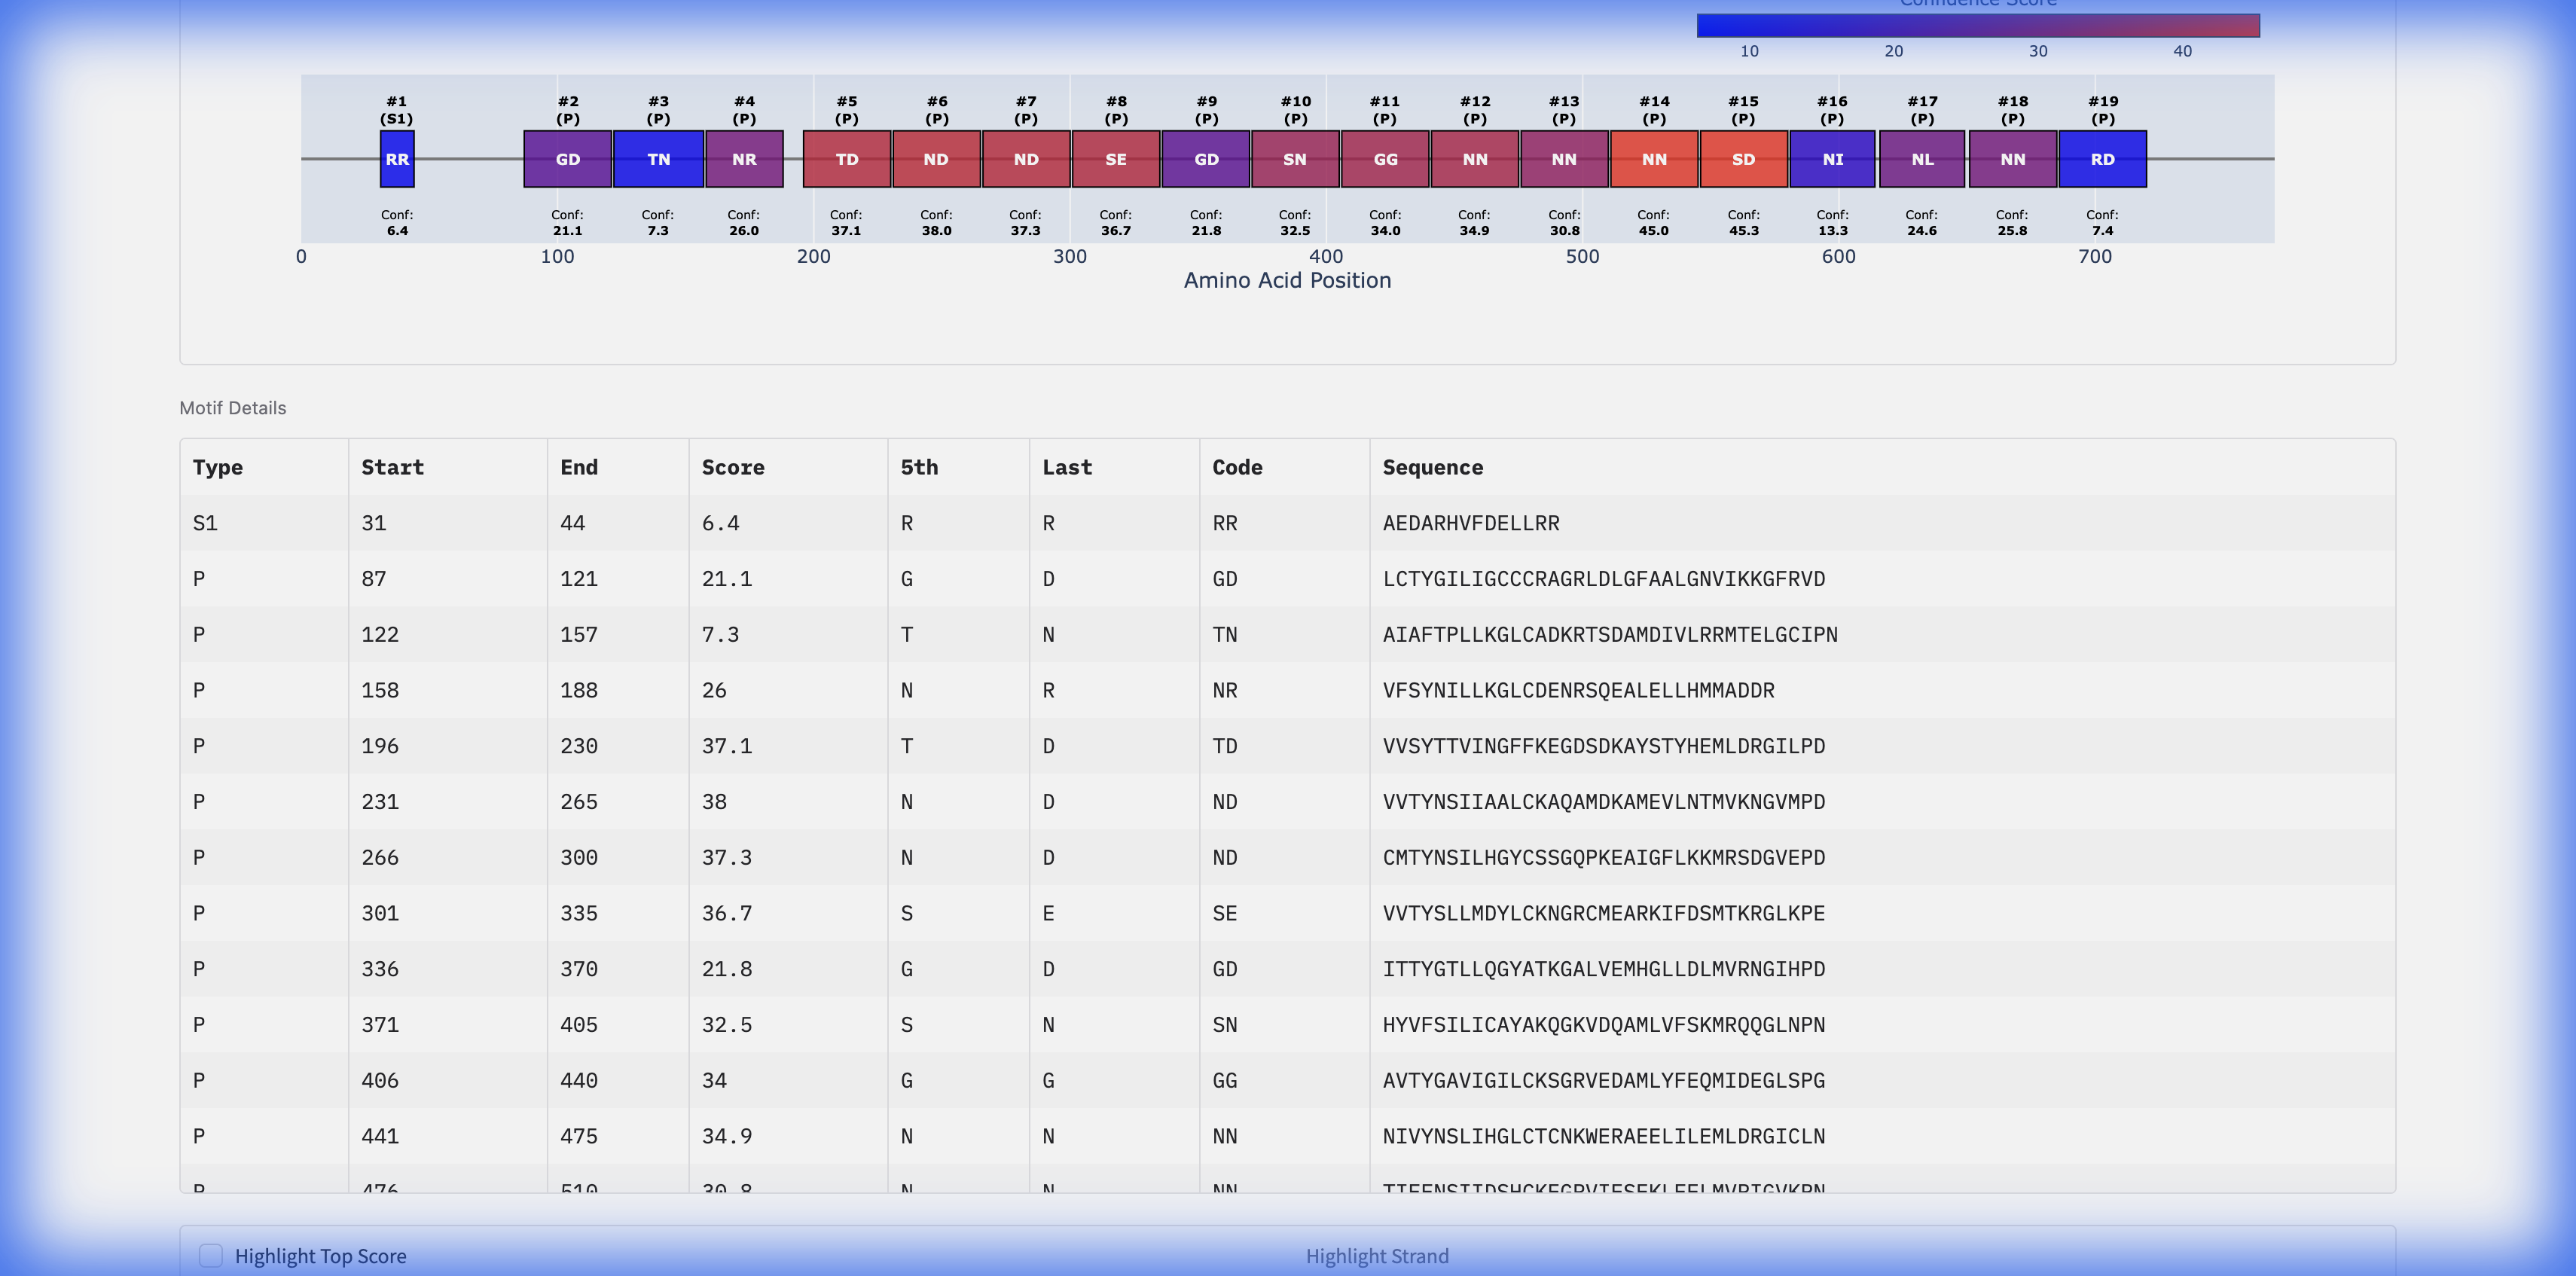 Confidence Score
10 20 30 40
#1 #2 #3 #4 #5 #6 #7 #8 #9 #10 #11 #12 #13 #14 #15 #16 #17 #18 #19
(S1) (P) (P) (P) (P) (P) (P) (P) (P) (P) (P) (P) (P) (P) (P) (P) (P) (P) (P)
RR GD TN NR TD ND ND SE GD SN GG NN NN NN SD NI NL NN RD
Conf: Conf: Conf: Conf: Conf: Conf: Conf: Conf: Conf: Conf: Conf: Conf: Conf: Conf: Conf: Conf: Conf: Conf: Conf:
6.4 21.1 7.3 26.0 37.1 38.0 37.3 36.7 21.8 32.5 34.0 34.9 30.8 45.0 45.3 13.3 24.6 25.8 7.4
0 100 200 300 400 500 600 700
Amino Acid Position
Motif Details
Type Start End Score 5th Last Code Sequence
S1 31 44 6.4 R R RR AEDARHVFDELLRR
P 87 121 21.1 G D GD LCTYGILIGCCCRAGRLDLGFAALGNVIKKGFRVD
P 122 157 7.3 T N TN AIAFTPLLKGLCADKRTSDAMDIVLRRMTELGCIPN
P 158 188 26 N R NR VFSYNILLKGLCDENRSQEALELLHMMADDR
P 196 230 37.1 T D TD VVSYTTVINGFFKEGDSDKAYSTYHEMLDRGILPD
P 231 265 38 N D ND VVTYNSIIAALCKAQAMDKAMEVLNTMVKNGVMPD
P 266 300 37.3 N D ND CMTYNSILHGYCSSGQPKEAIGFLKKMRSDGVEPD
P 301 335 36.7 S E SE VVTYSLLMDYLCKNGRCMEARKIFDSMTKRGLKPE
P 336 370 21.8 G D GD ITTYGTLLQGYATKGALVEMHGLLDLMVRNGIHPD
P 371 405 32.5 S N SN HYVFSILICAYAKQGKVDQAMLVFSKMRQQGLNPN
P 406 440 34 G G GG AVTYGAVIGILCKSGRVEDAMLYFEQMIDEGLSPG
P 441 475 34.9 N N NN NIVYNSLIHGLCTCNKWERAEELILEMLDRGICLN
P 476 510 30.8 N N NN
Highlight Top Score Highlight Strand